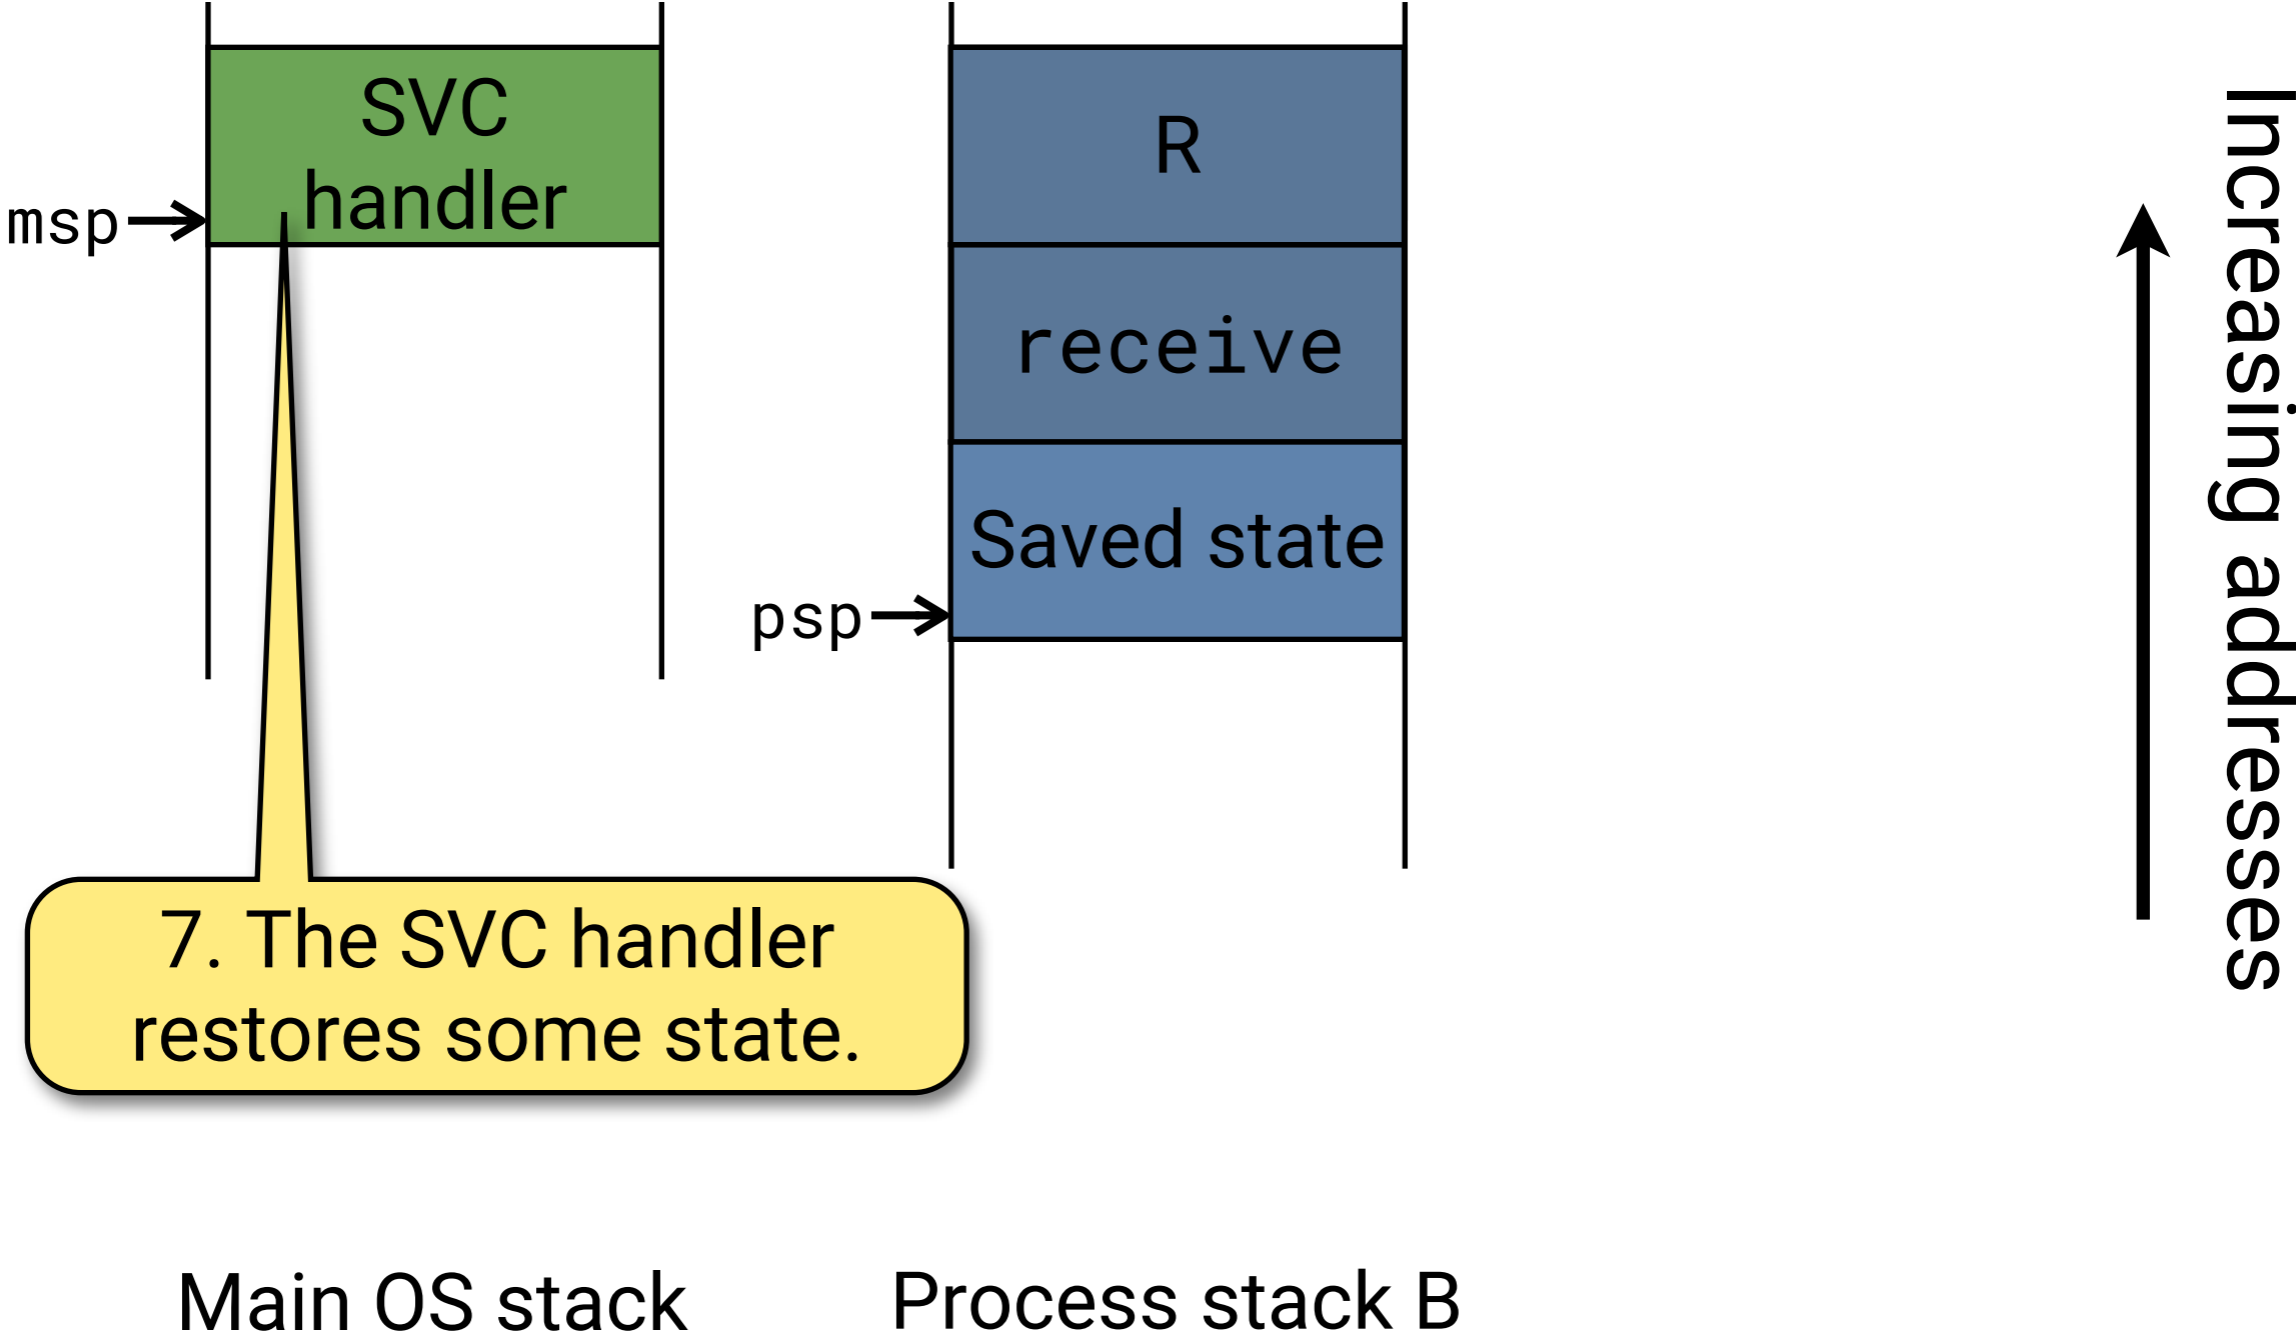 SVC
handler
msp
R
receive
Saved state
psp
Increasing addresses
7. The SVC handler
restores some state.
Main OS stack
Process stack B